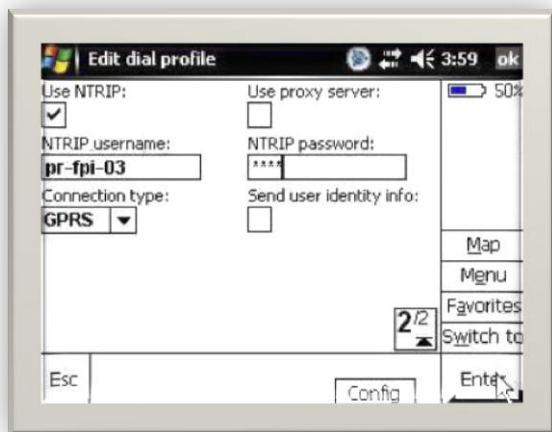 Edit dial profile 3:59 ok
Use NTRIP: Use proxy server: 50%
NTRIP username: NTRIP password:
pr-fpi-03 ****
Connection type: Send user identity info:
GPRS
Map
Menu
Favorites
2/2
Switch to
Esc Config Enter